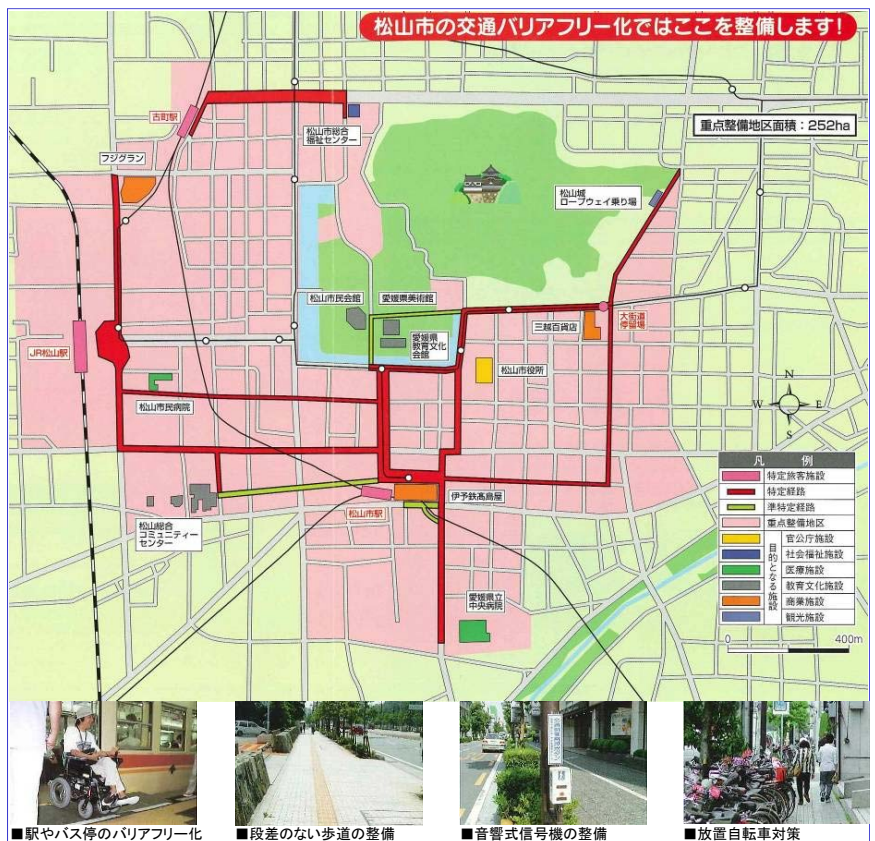 松山市の交通バリアフリー化ではここを整備します!
重点整備地区面積:252ha
古町駅
松山市総合
福祉センター
フジグラン
松山城
ロープウェイ乗り場
松山市民会館
愛媛県美術館
愛媛県
教育文化
会館
三越百貨店
大街道
停留場
JR松山駅
松山市役所
松山市民病院
N
W
E
S
松山総合
コミュニティー
センター
松山市駅
伊予鉄髙島屋
愛媛県立
中央病院
凡 例
特定旅客施設
特定経路
準特定経路
重点整備地区
目的となる施設
官公庁施設
社会福祉施設
医療施設
教育文化施設
商業施設
観光施設
0
400m
■駅やバス停のバリアフリー化
■段差のない歩道の整備
■音響式信号機の整備
■放置自転車対策